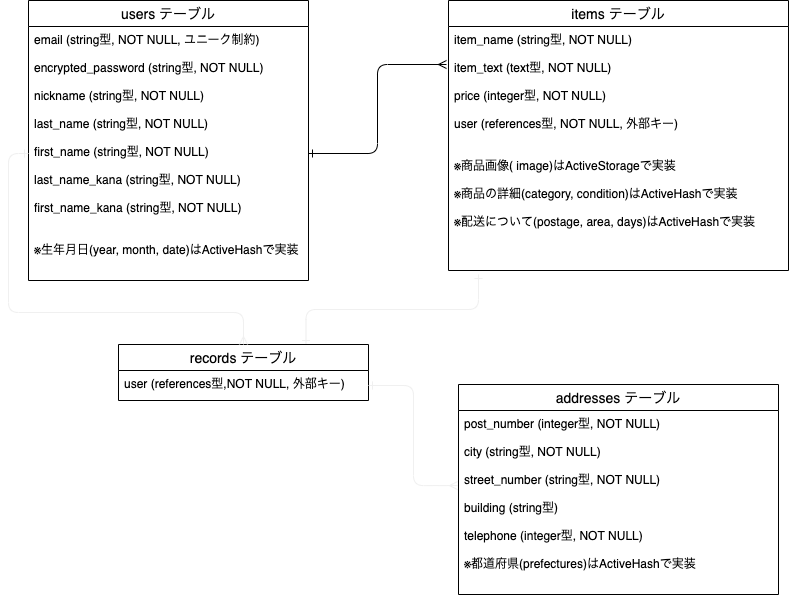 users テーブル
email (string型, NOT NULL, ユニーク制約)
encrypted_password (string型, NOT NULL)
nickname (string型, NOT NULL)
last_name (string型, NOT NULL)
first_name (string型, NOT NULL)
last_name_kana (string型, NOT NULL)
first_name_kana (string型, NOT NULL)
※生年月日(year, month, date)はActiveHashで実装
items テーブル
item_name (string型, NOT NULL)
item_text (text型, NOT NULL)
price (integer型, NOT NULL)
user (references型, NOT NULL, 外部キー)
※商品画像( image)はActiveStorageで実装
※商品の詳細(category, condition)はActiveHashで実装
※配送について(postage, area, days)はActiveHashで実装
records テーブル
user (references型,NOT NULL, 外部キー)
addresses テーブル
post_number (integer型, NOT NULL)
city (string型, NOT NULL)
street_number (string型, NOT NULL)
building (string型)
telephone (integer型, NOT NULL)
※都道府県(prefectures)はActiveHashで実装